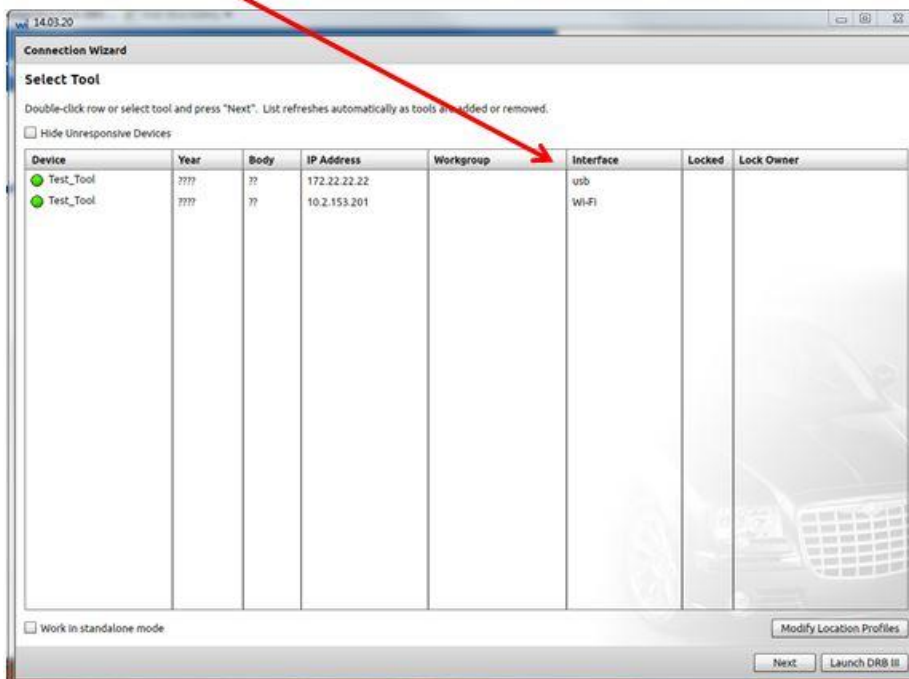 wi 14.03.20
Connection Wizard
Select Tool
Double-click row or select tool and press "Next". List refreshes automatically as tools are added or removed.
Hide Unresponsive Devices
Device Year Body IP Address Workgroup Interface Locked Lock Owner
Test_Tool ???? ?? 172.22.22.22 usb
Test_Tool ???? ?? 10.2.153.201 Wi-Fi
Work in standalone mode
Modify Location Profiles
Next Launch DRB III